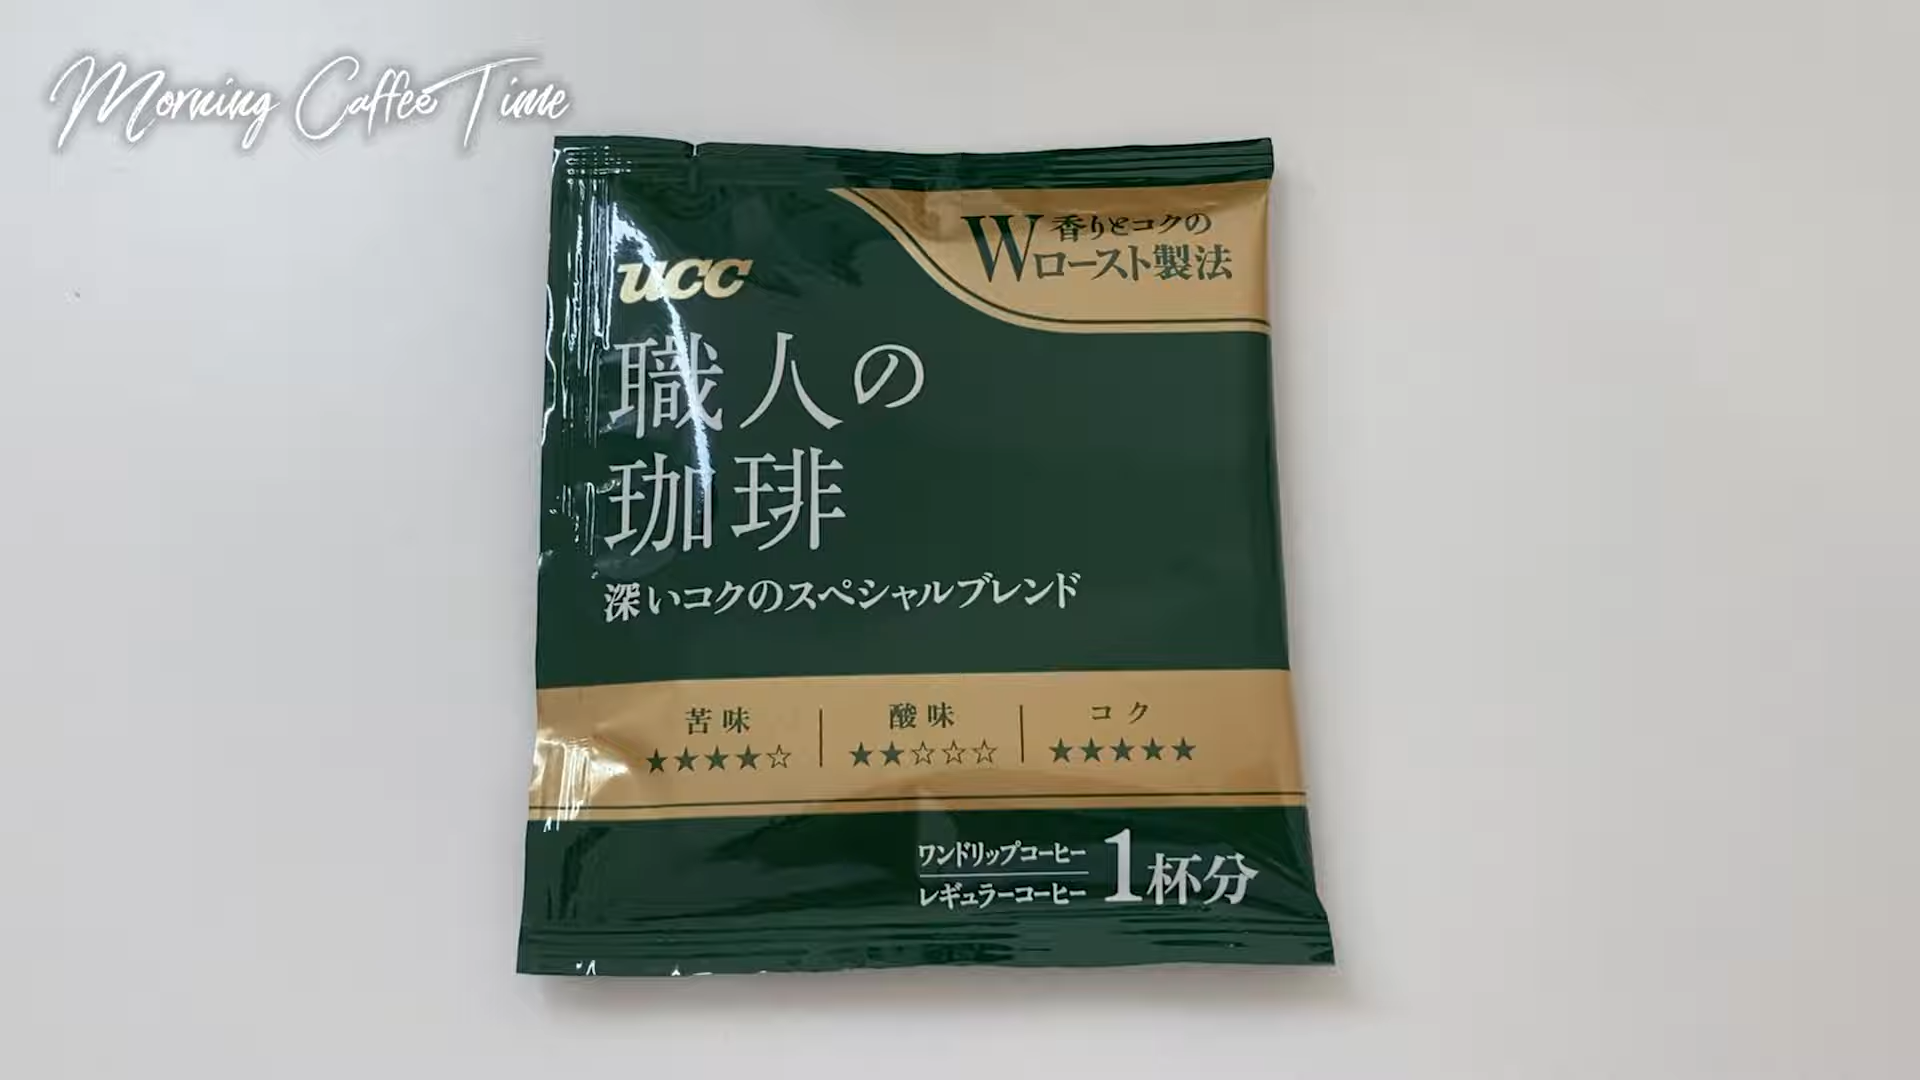 Morning Caffee Time
W香りとコクの
ロースト製法
UCC
職人の
珈琲
深いコクのスペシャルブレンド
苦味 酸味 コク
★★★★☆ ★★☆☆☆ ★★★★★
ワンドリップコーヒー
レギュラーコーヒー
1杯分